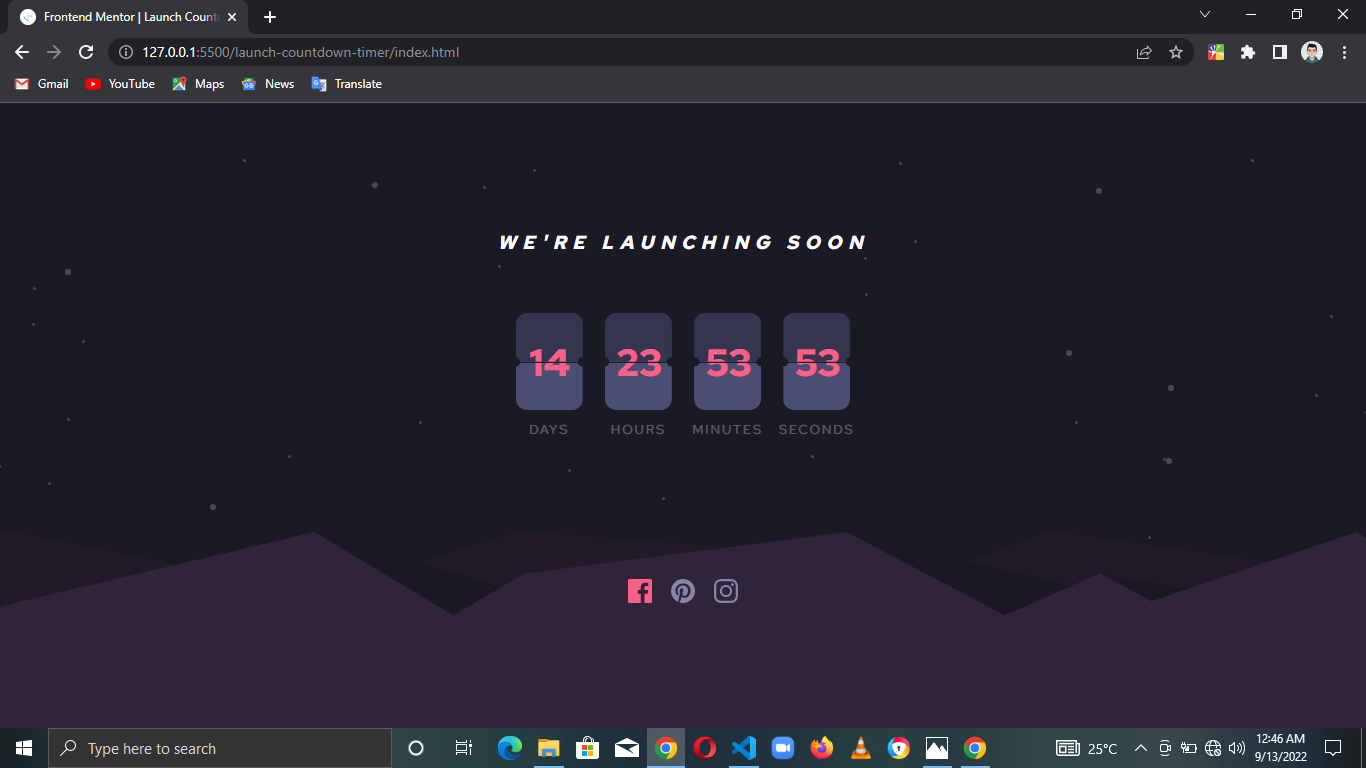 Frontend Mentor | Launch Count
127.0.0.1:5500/launch-countdown-timer/index.html
Gmail YouTube Maps News Translate
WE'RE LAUNCHING SOON
14 23 53 53
DAYS HOURS MINUTES SECONDS
Type here to search
25°C
12:46 AM
9/13/2022